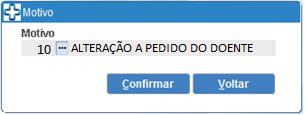 Motivo
Motivo
10 ... ALTERAÇÃO A PEDIDO DO DOENTE
Confirmar Voltar